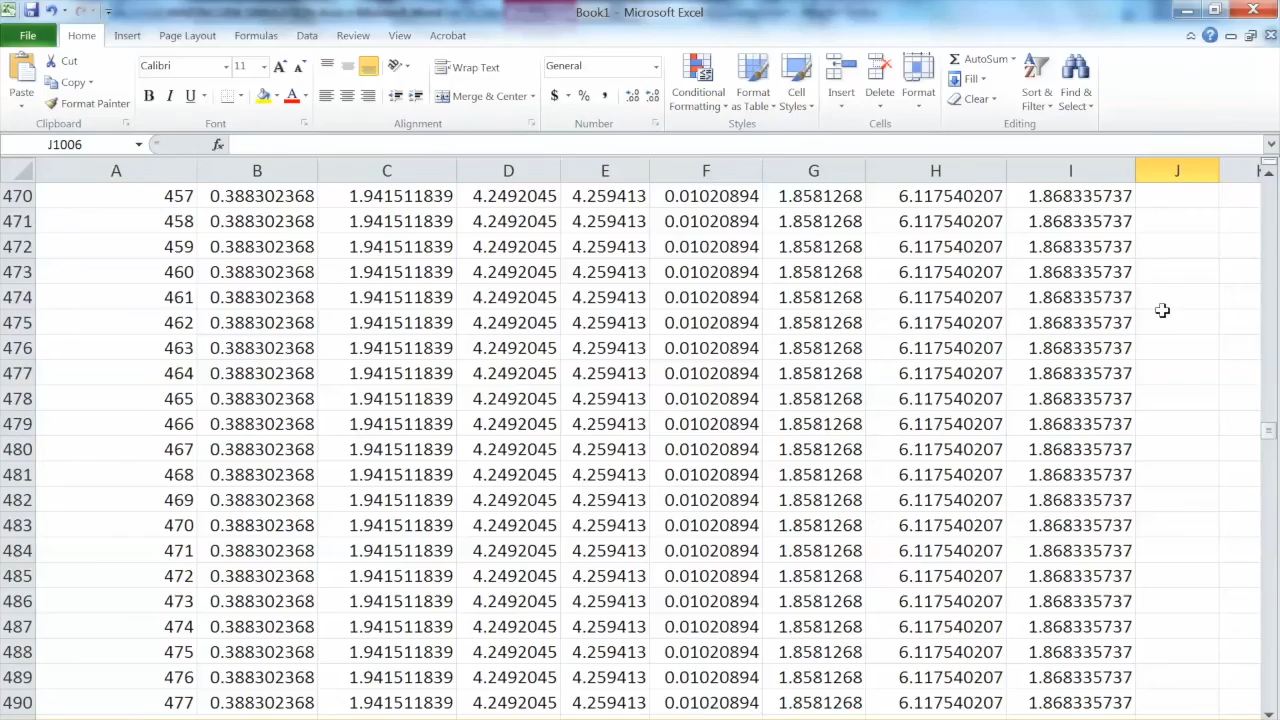 Book1 - Microsoft Excel
File Home Insert Page Layout Formulas Data Review View Acrobat
Paste Cut Copy Format Painter Clipboard
Calibri 11 A A B I U A Font
Wrap Text Merge & Center Alignment
General $ % , .0 .00 .00 .0 Number
Conditional Formatting Format as Table Cell Styles Styles
Insert Delete Format Cells
Σ AutoSum Fill Clear Sort & Filter Find & Select Editing
J1006 fx
A B C D E F G H I J
470 457 0.388302368 1.941511839 4.2492045 4.259413 0.01020894 1.8581268 6.117540207 1.868335737
471 458 0.388302368 1.941511839 4.2492045 4.259413 0.01020894 1.8581268 6.117540207 1.868335737
472 459 0.388302368 1.941511839 4.2492045 4.259413 0.01020894 1.8581268 6.117540207 1.868335737
473 460 0.388302368 1.941511839 4.2492045 4.259413 0.01020894 1.8581268 6.117540207 1.868335737
474 461 0.388302368 1.941511839 4.2492045 4.259413 0.01020894 1.8581268 6.117540207 1.868335737
475 462 0.388302368 1.941511839 4.2492045 4.259413 0.01020894 1.8581268 6.117540207 1.868335737
476 463 0.388302368 1.941511839 4.2492045 4.259413 0.01020894 1.8581268 6.117540207 1.868335737
477 464 0.388302368 1.941511839 4.2492045 4.259413 0.01020894 1.8581268 6.117540207 1.868335737
478 465 0.388302368 1.941511839 4.2492045 4.259413 0.01020894 1.8581268 6.117540207 1.868335737
479 466 0.388302368 1.941511839 4.2492045 4.259413 0.01020894 1.8581268 6.117540207 1.868335737
480 467 0.388302368 1.941511839 4.2492045 4.259413 0.01020894 1.8581268 6.117540207 1.868335737
481 468 0.388302368 1.941511839 4.2492045 4.259413 0.01020894 1.8581268 6.117540207 1.868335737
482 469 0.388302368 1.941511839 4.2492045 4.259413 0.01020894 1.8581268 6.117540207 1.868335737
483 470 0.388302368 1.941511839 4.2492045 4.259413 0.01020894 1.8581268 6.117540207 1.868335737
484 471 0.388302368 1.941511839 4.2492045 4.259413 0.01020894 1.8581268 6.117540207 1.868335737
485 472 0.388302368 1.941511839 4.2492045 4.259413 0.01020894 1.8581268 6.117540207 1.868335737
486 473 0.388302368 1.941511839 4.2492045 4.259413 0.01020894 1.8581268 6.117540207 1.868335737
487 474 0.388302368 1.941511839 4.2492045 4.259413 0.01020894 1.8581268 6.117540207 1.868335737
488 475 0.388302368 1.941511839 4.2492045 4.259413 0.01020894 1.8581268 6.117540207 1.868335737
489 476 0.388302368 1.941511839 4.2492045 4.259413 0.01020894 1.8581268 6.117540207 1.868335737
490 477 0.388302368 1.941511839 4.2492045 4.259413 0.01020894 1.8581268 6.117540207 1.868335737